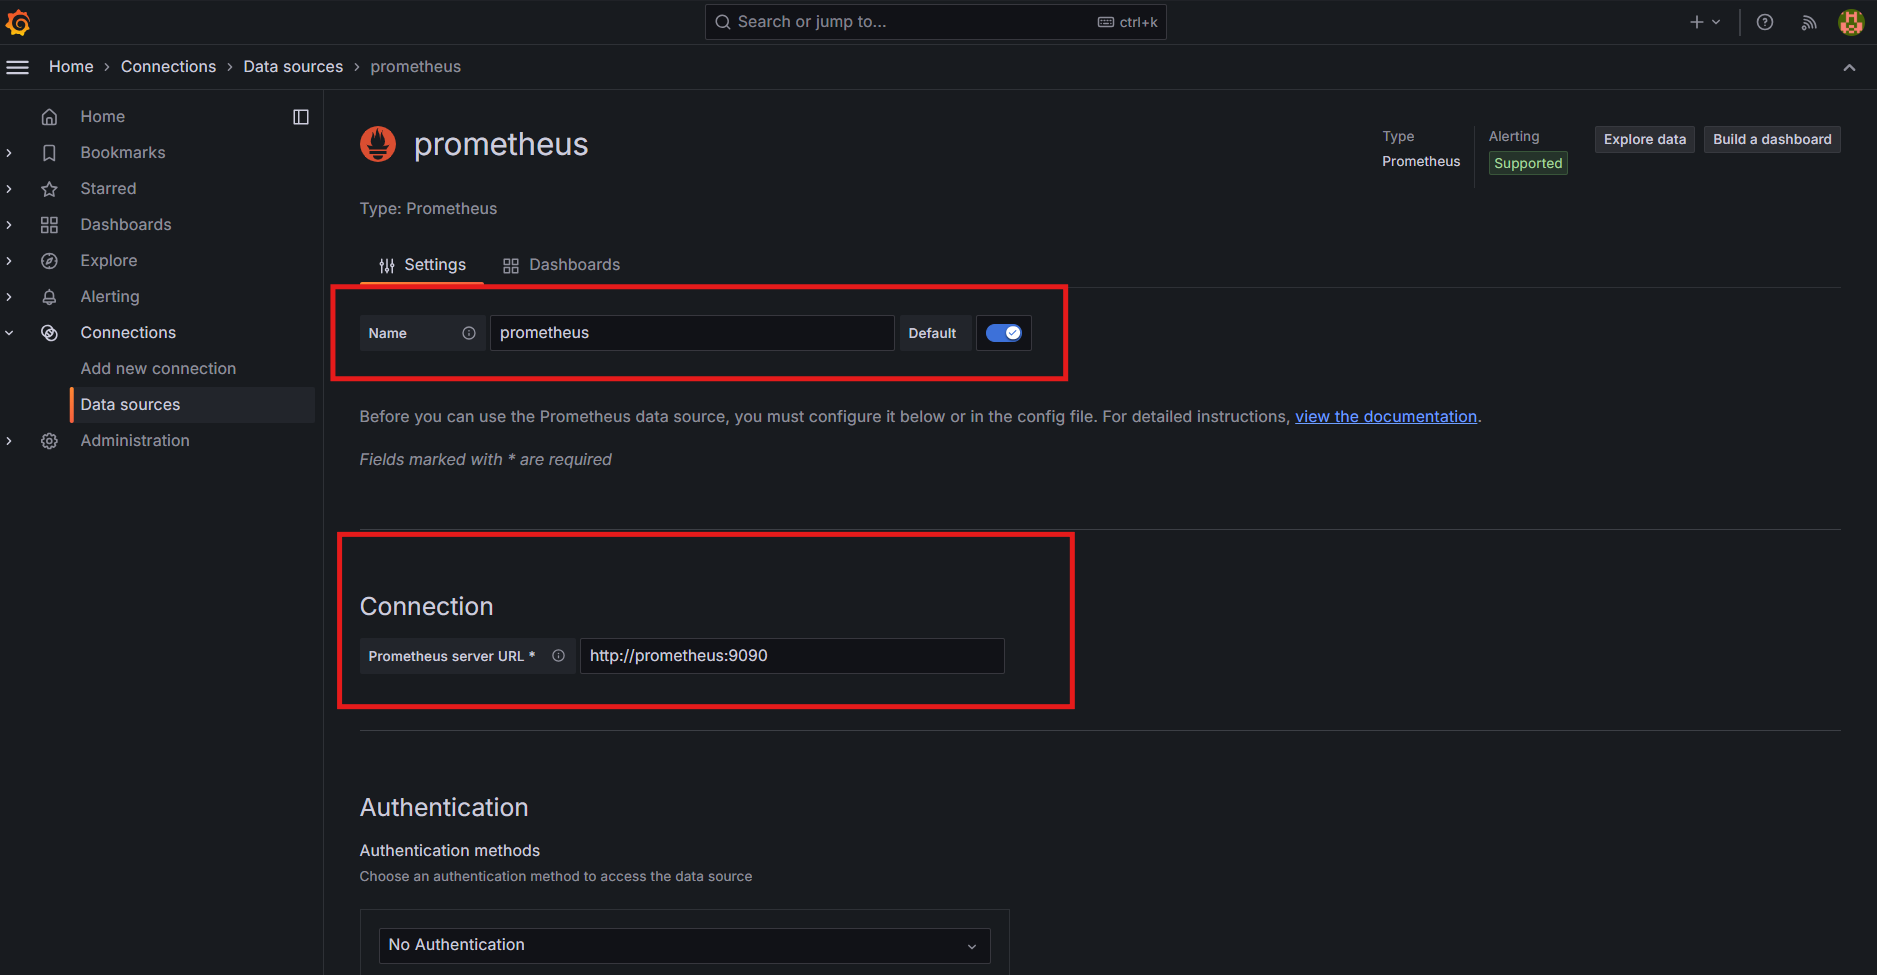 Search or jump to...
ctrl+k
Home
Connections
Data sources
prometheus
Home
Bookmarks
Starred
Dashboards
Explore
Alerting
Connections
Add new connection
Data sources
Administration
prometheus
Type
Prometheus
Alerting
Supported
Explore data
Build a dashboard
Type: Prometheus
Settings
Dashboards
Name
prometheus
Default
Before you can use the Prometheus data source, you must configure it below or in the config file. For detailed instructions, view the documentation.
Fields marked with * are required
Connection
Prometheus server URL *
http://prometheus:9090
Authentication
Authentication methods
Choose an authentication method to access the data source
No Authentication